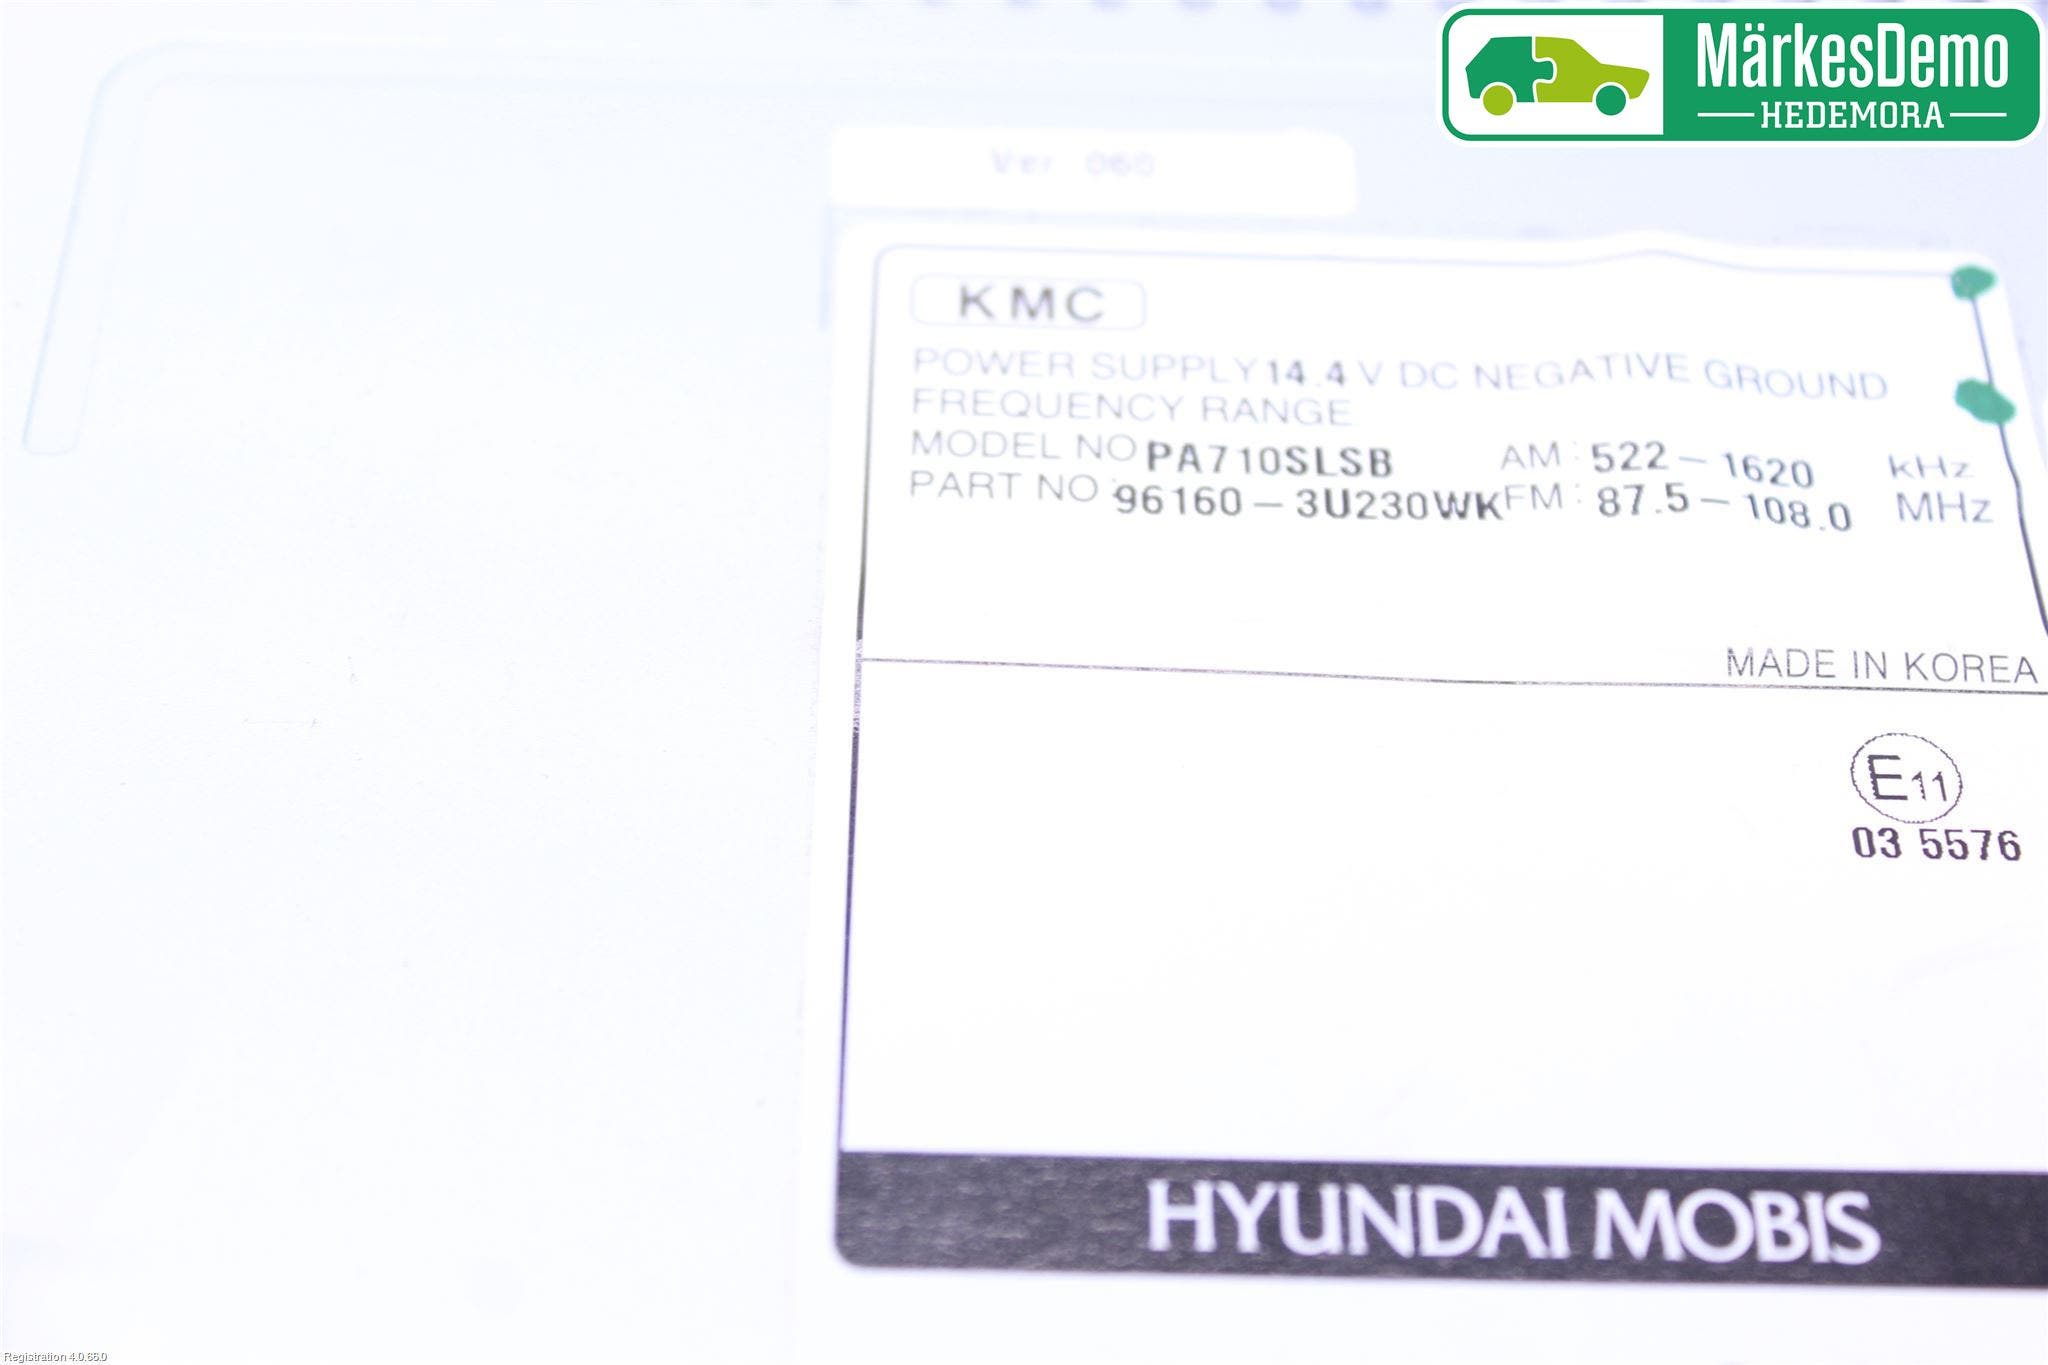 MärkesDemo
HEDEMORA
Ver 060
KMC
POWER SUPPLY 14.4 V DC NEGATIVE GROUND
FREQUENCY RANGE
MODEL NO PA710SLSB AM : 522 - 1620 kHz
PART NO : 96160-3U230WK FM : 87.5 - 108.0 MHz
MADE IN KOREA
E11
03 5576
HYUNDAI MOBIS
Registration 4.0.66.0